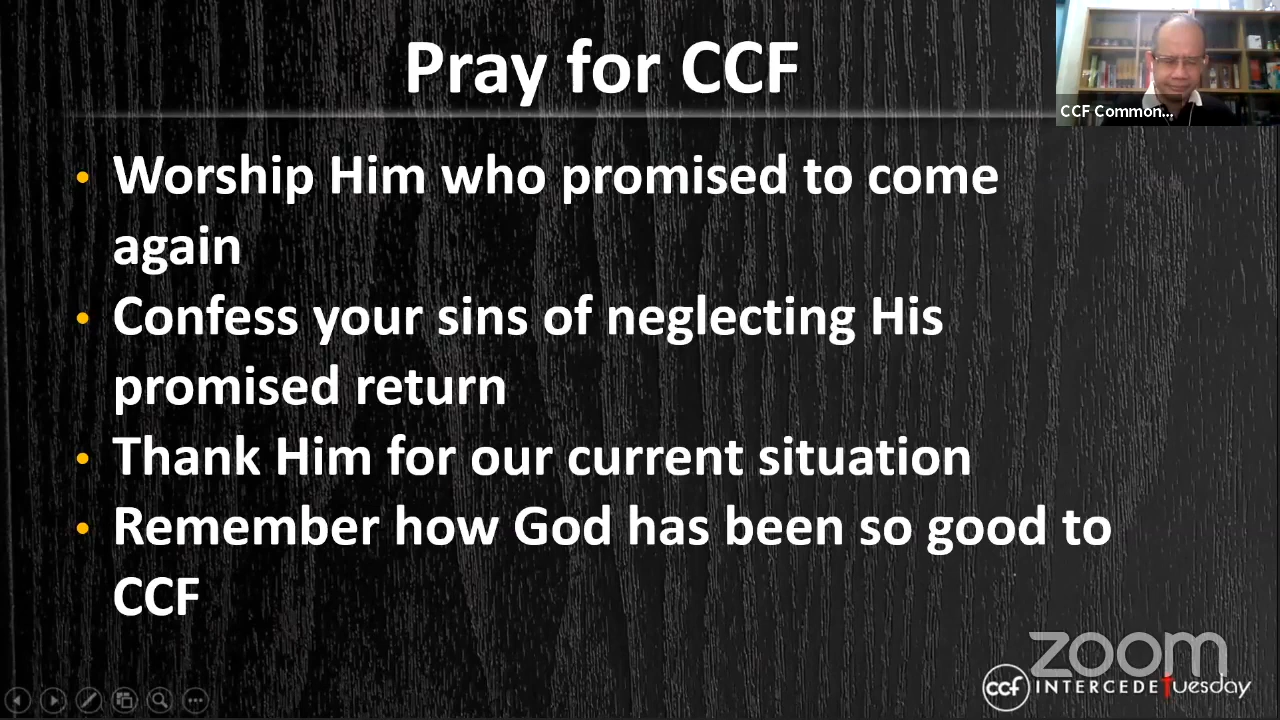 Pray for CCF
CCF Common...
• Worship Him who promised to come
again
• Confess your sins of neglecting His
promised return
• Thank Him for our current situation
• Remember how God has been so good to
CCF
zoom
ccf INTERCEDE Tuesday